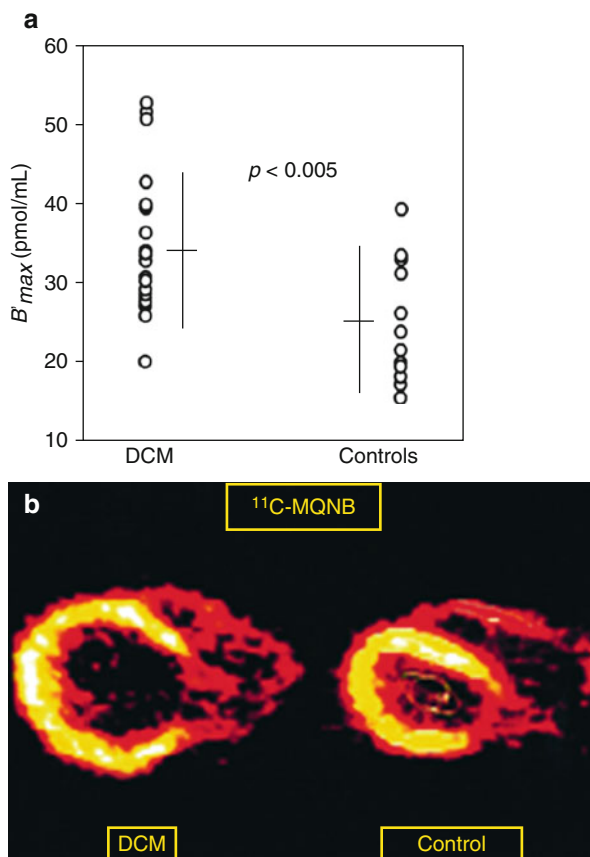 a
60
50
40
30
20
10
B'max (pmol/mL)
p < 0.005
DCM Controls
b
¹¹C-MQNB
DCM Control